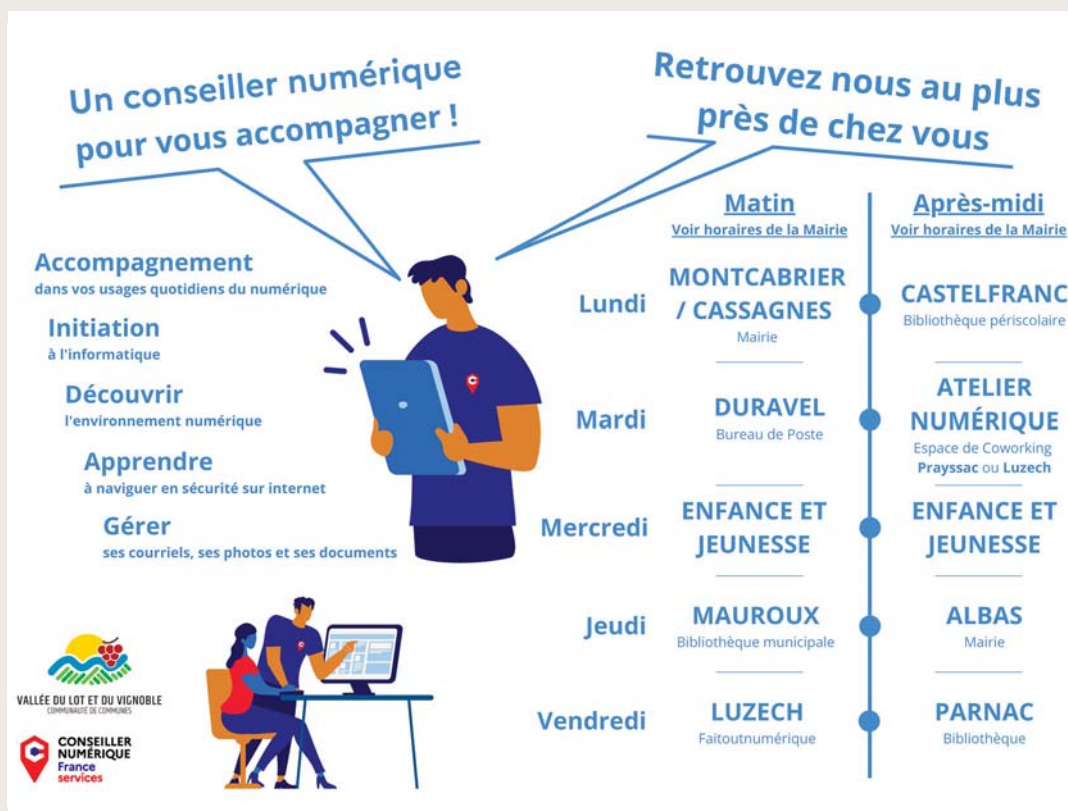 Un conseiller numérique
pour vous accompagner !
Retrouvez nous au plus
près de chez vous
Accompagnement
dans vos usages quotidiens du numérique
Initiation
à l'informatique
Découvrir
l'environnement numérique
Apprendre
à naviguer en sécurité sur internet
Gérer
ses courriels, ses photos et ses documents
Matin
Voir horaires de la Mairie
Après-midi
Voir horaires de la Mairie
Lundi
MONTCABRIER
/ CASSAGNES
Mairie
CASTELFRANC
Bibliothèque périscolaire
Mardi
DURAVEL
Bureau de Poste
ATELIER
NUMÉRIQUE
Espace de Coworking
Prayssac ou Luzech
Mercredi
ENFANCE ET
JEUNESSE
ENFANCE ET
JEUNESSE
Jeudi
MAUROUX
Bibliothèque municipale
ALBAS
Mairie
Vendredi
LUZECH
Faitoutnumérique
PARNAC
Bibliothèque
VALLÉE DU LOT ET DU VIGNOBLE
COMMUNAUTÉ DE COMMUNES
CONSEILLER
NUMÉRIQUE
France
services